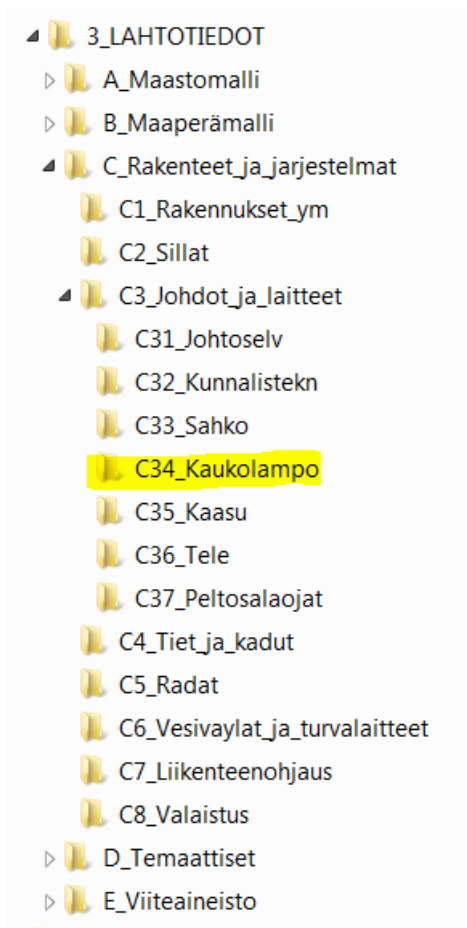 3_LAHTOTIEDOT
A_Maastomalli
B_Maaperämalli
C_Rakenteet_ja_jarjestelmat
C1_Rakennukset_ym
C2_Sillat
C3_Johdot_ja_laitteet
C31_Johtoselv
C32_Kunnalistekn
C33_Sahko
C34_Kaukolampo
C35_Kaasu
C36_Tele
C37_Peltosalaojat
C4_Tiet_ja_kadut
C5_Radat
C6_Vesivaylat_ja_turvalaitteet
C7_Liikenteenohjaus
C8_Valaistus
D_Temaattiset
E_Viiteaineisto